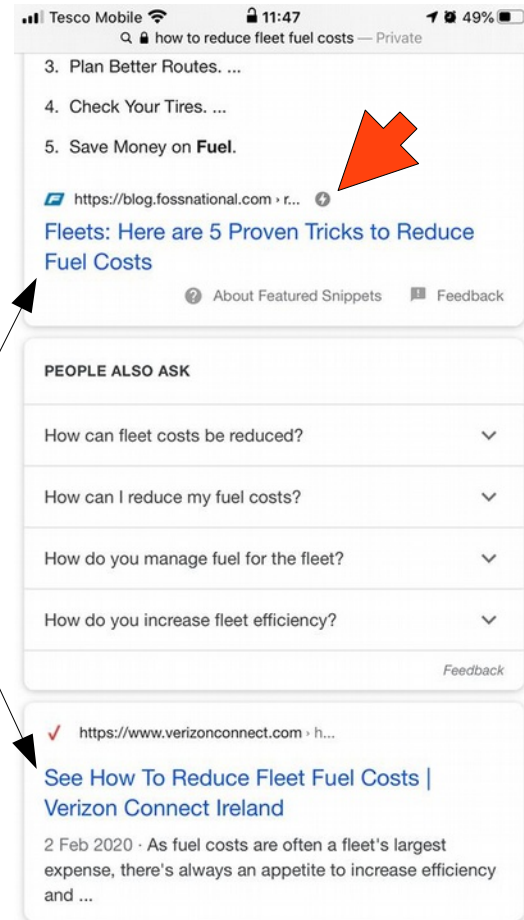 Tesco Mobile 11:47 49%
how to reduce fleet fuel costs — Private
3. Plan Better Routes. ...
4. Check Your Tires. ...
5. Save Money on Fuel.
https://blog.fossnational.com › r...
Fleets: Here are 5 Proven Tricks to Reduce
Fuel Costs
About Featured Snippets Feedback
PEOPLE ALSO ASK
How can fleet costs be reduced?
How can I reduce my fuel costs?
How do you manage fuel for the fleet?
How do you increase fleet efficiency?
Feedback
https://www.verizonconnect.com › h...
See How To Reduce Fleet Fuel Costs |
Verizon Connect Ireland
2 Feb 2020 · As fuel costs are often a fleet's largest
expense, there's always an appetite to increase efficiency
and ...